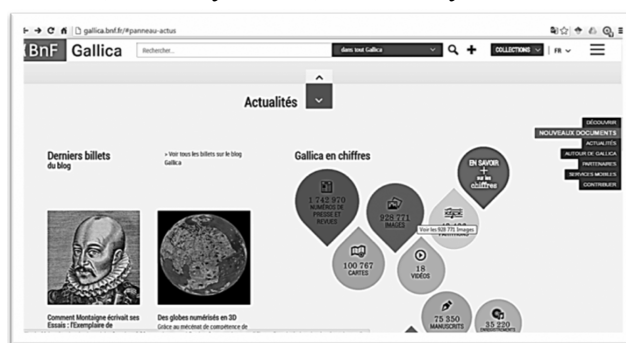 gallica.bnf.fr/#panneau-actus
BnF Gallica
Rechercher...
dans tout Gallica
COLLECTIONS
FR
Actualités
DÉCOUVRIR
NOUVEAUX DOCUMENTS
ACTUALITÉS
AUTOUR DE GALLICA
PARTENAIRES
SERVICES MOBILES
CONTRIBUER
Derniers billets
du blog
> Voir tous les billets sur le blog
Gallica
Comment Montaigne écrivait ses
Essais : l'Exemplaire de
Des globes numérisés en 3D
Grâce au mécénat de compétence de
Gallica en chiffres
EN SAVOIR
+
sur les
chiffres
1 742 970
NUMÉROS DE
PRESSE ET
REVUES
928 771
IMAGES
Voir les 928 771 Images
100 767
CARTES
18
VIDÉOS
75 350
MANUSCRITS
35 220